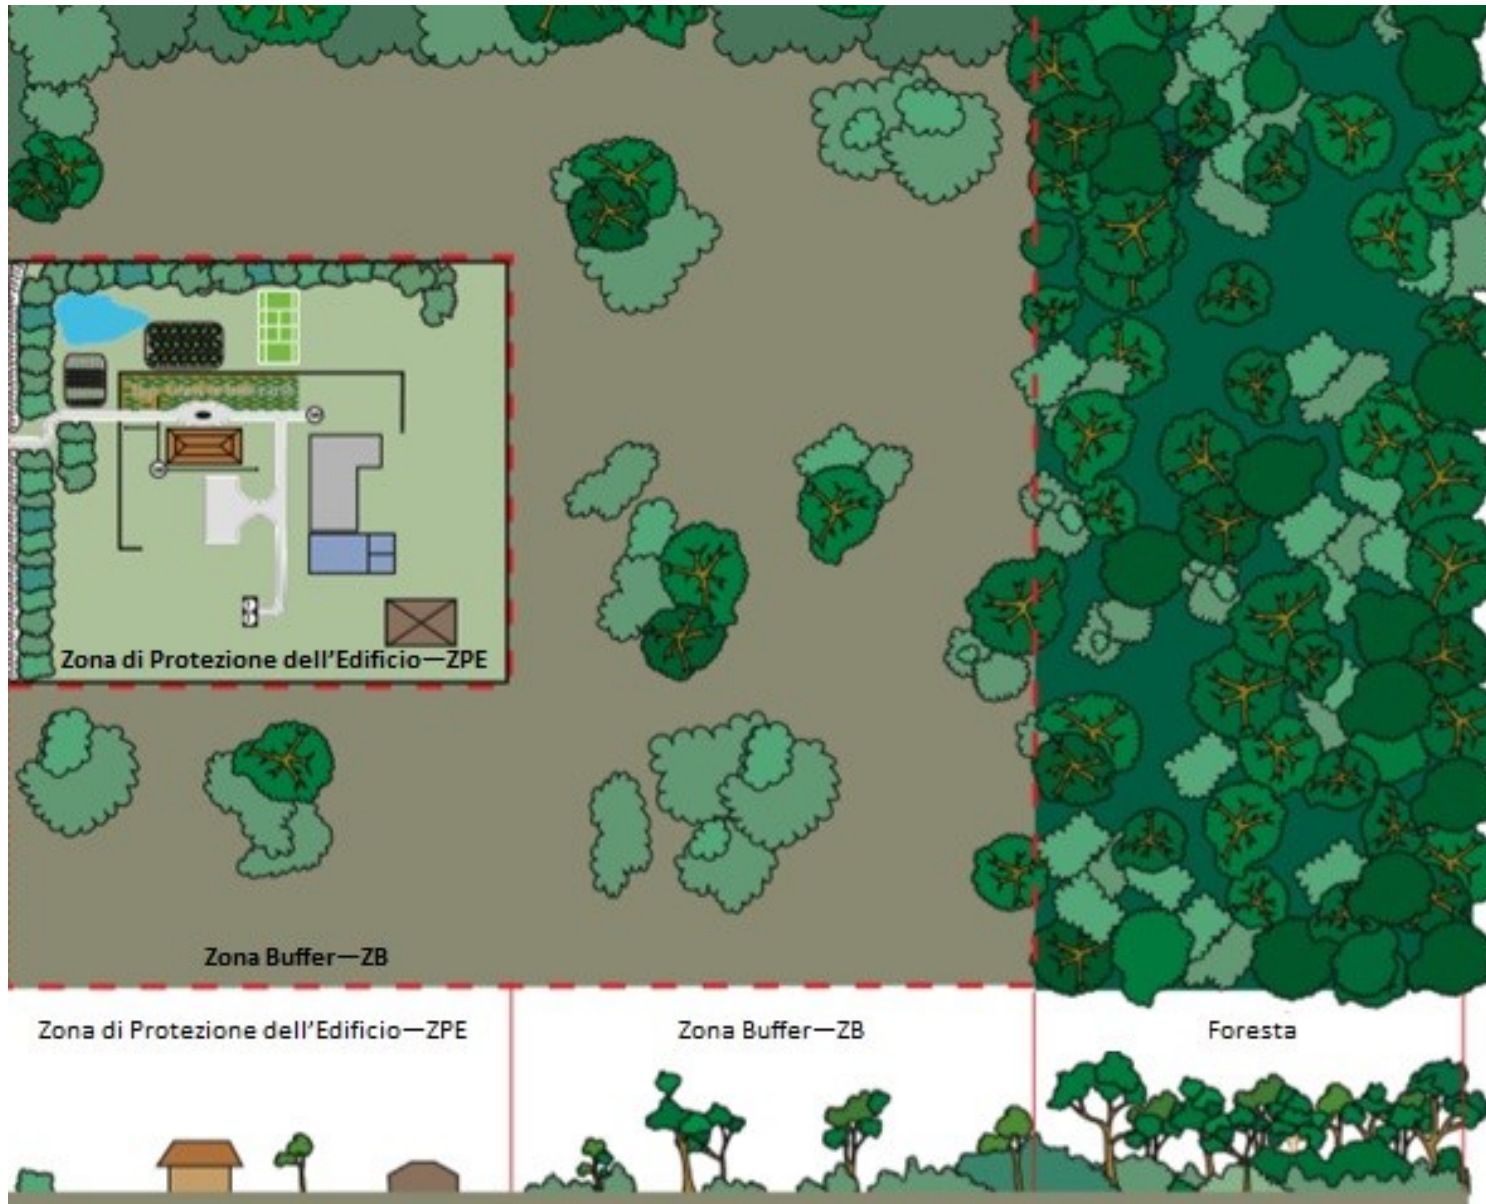 Zona di Protezione dell'Edificio—ZPE
Zona Buffer—ZB
Zona di Protezione dell'Edificio—ZPE
Zona Buffer—ZB
Foresta